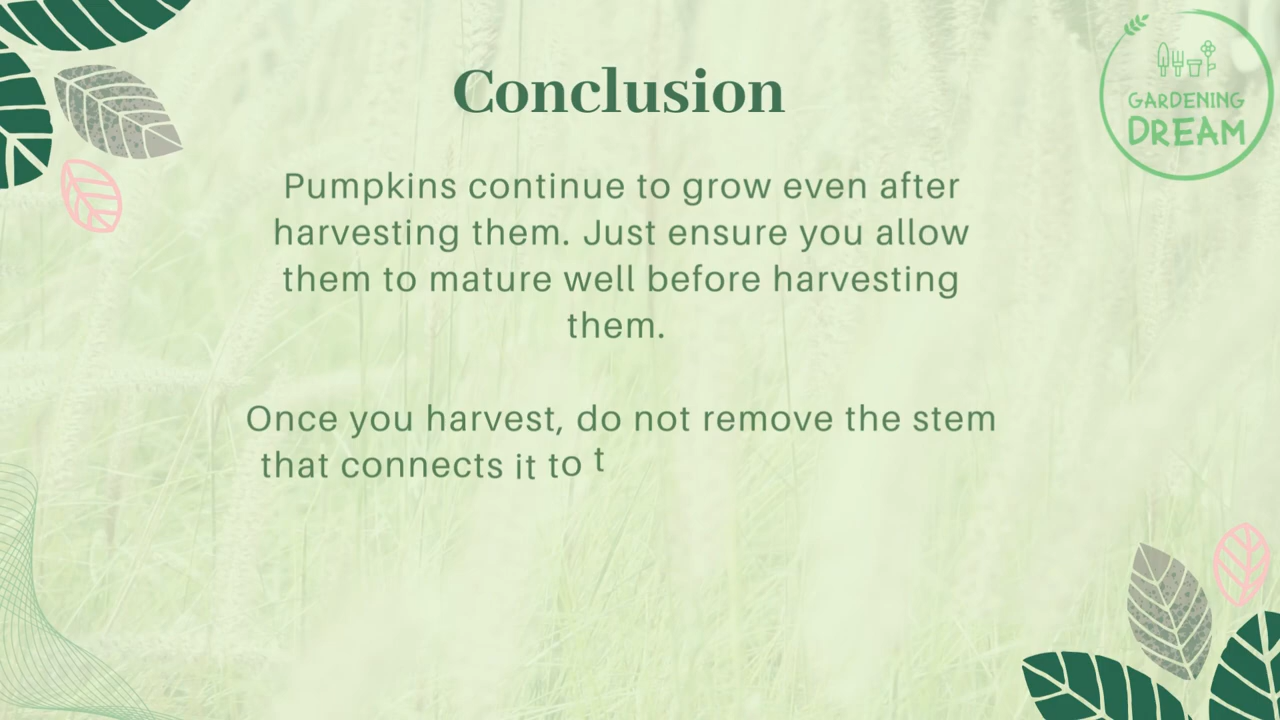 Conclusion
GARDENING
DREAM
Pumpkins continue to grow even after
harvesting them. Just ensure you allow
them to mature well before harvesting
them.
Once you harvest, do not remove the stem
that connects it to t